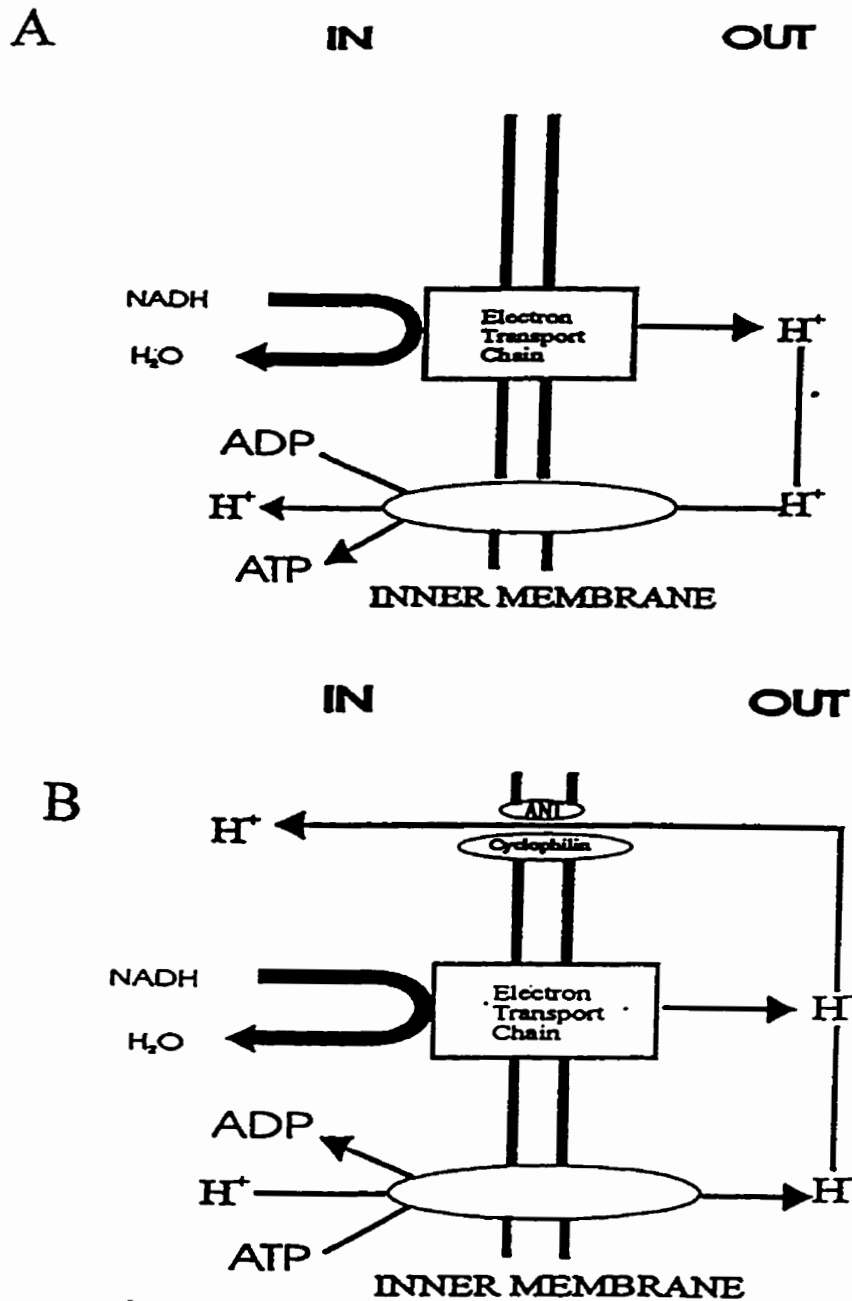 A
IN OUT
NADH
H₂O
Electron
Transport
Chain
H⁺
ADP
H⁺
H⁺
ATP
INNER MEMBRANE
IN OUT
B
ANT
H⁺
Cyclophilin
NADH
H₂O
Electron
Transport
Chain
H
ADP
H⁺
H
ATP
INNER MEMBRANE